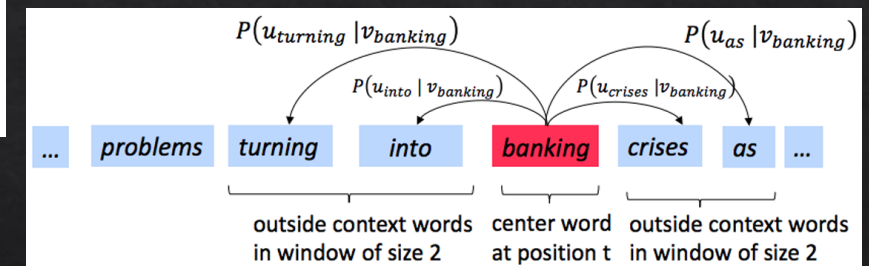 P(u_turning |v_banking) P(u_as |v_banking)
P(u_into | v_banking) P(u_crises |v_banking)
... problems turning into banking crises as ...
outside context words center word outside context words
in window of size 2 at position t in window of size 2